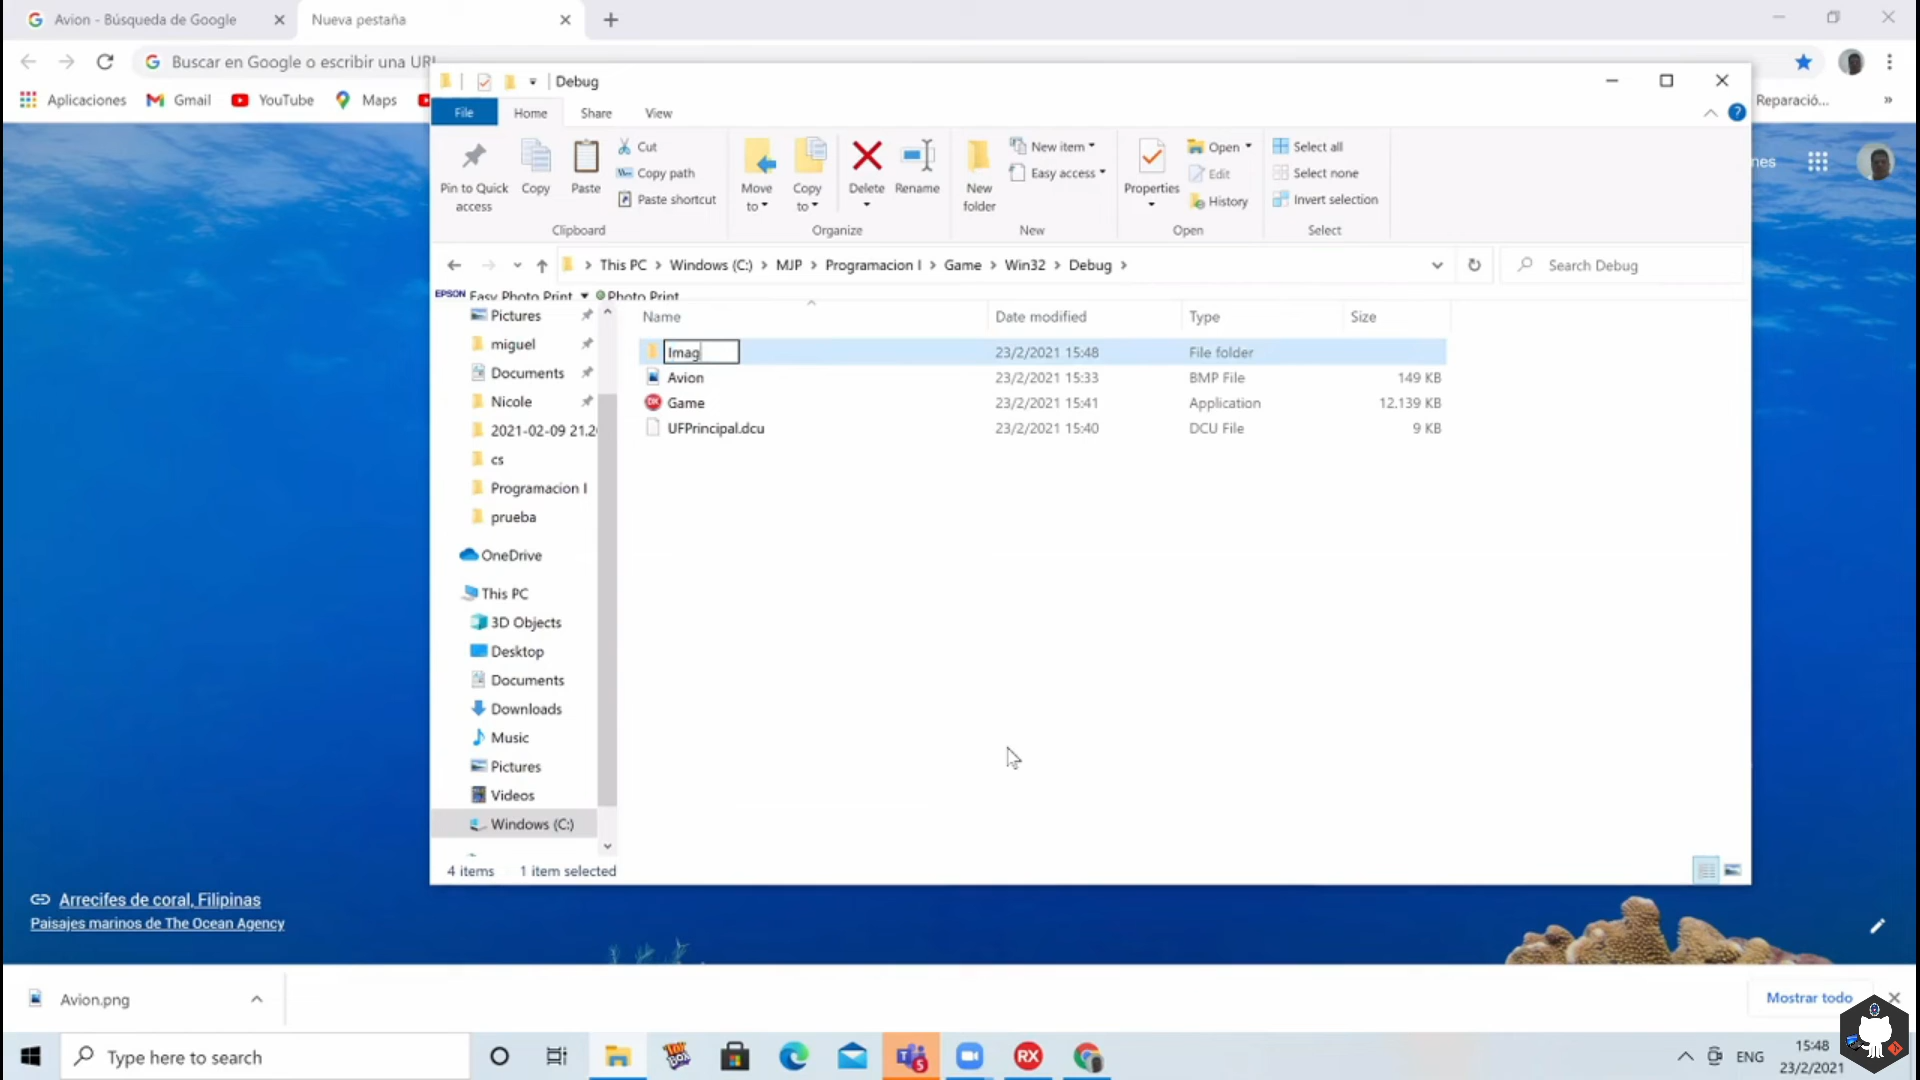 Avion - Búsqueda de Google
Nueva pestaña
Buscar en Google o escribir una URL
Aplicaciones
Gmail
YouTube
Maps
Reparació...
»
Debug
File
Home
Share
View
Pin to Quick access
Copy
Paste
Cut
Copy path
Paste shortcut
Clipboard
Move to
Copy to
Delete
Rename
Organize
New folder
New item
Easy access
New
Properties
Open
Edit
History
Open
Select all
Select none
Invert selection
Select
nes
This PC > Windows (C:) > MJP > Programacion I > Game > Win32 > Debug >
Search Debug
EPSON Easy Photo Print
Photo Print
Name
Date modified
Type
Size
Imag 23/2/2021 15:48 File folder
Avion 23/2/2021 15:33 BMP File 149 KB
Game 23/2/2021 15:41 Application 12.139 KB
UFPrincipal.dcu 23/2/2021 15:40 DCU File 9 KB
Pictures
miguel
Documents
Nicole
2021-02-09 21.2
cs
Programacion I
prueba
OneDrive
This PC
3D Objects
Desktop
Documents
Downloads
Music
Pictures
Videos
Windows (C:)
4 items
1 item selected
Arrecifes de coral, Filipinas
Paisajes marinos de The Ocean Agency
Avion.png
Mostrar todo
Type here to search
RX
ENG
15:48
23/2/2021